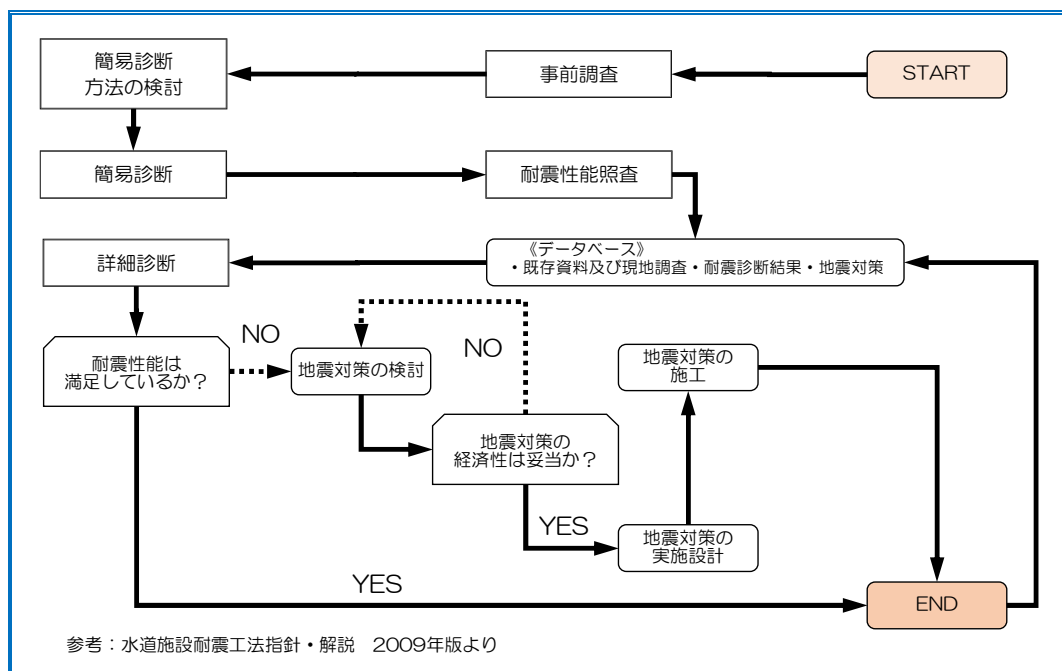 START
事前調査
簡易診断
方法の検討
簡易診断
耐震性能照査
《データベース》
・既存資料及び現地調査・耐震診断結果・地震対策
詳細診断
耐震性能は
満足しているか？
NO
地震対策の検討
NO
地震対策の
経済性は妥当か？
YES
地震対策の
実施設計
地震対策の
施工
YES
END
参考：水道施設耐震工法指針・解説　2009年版より